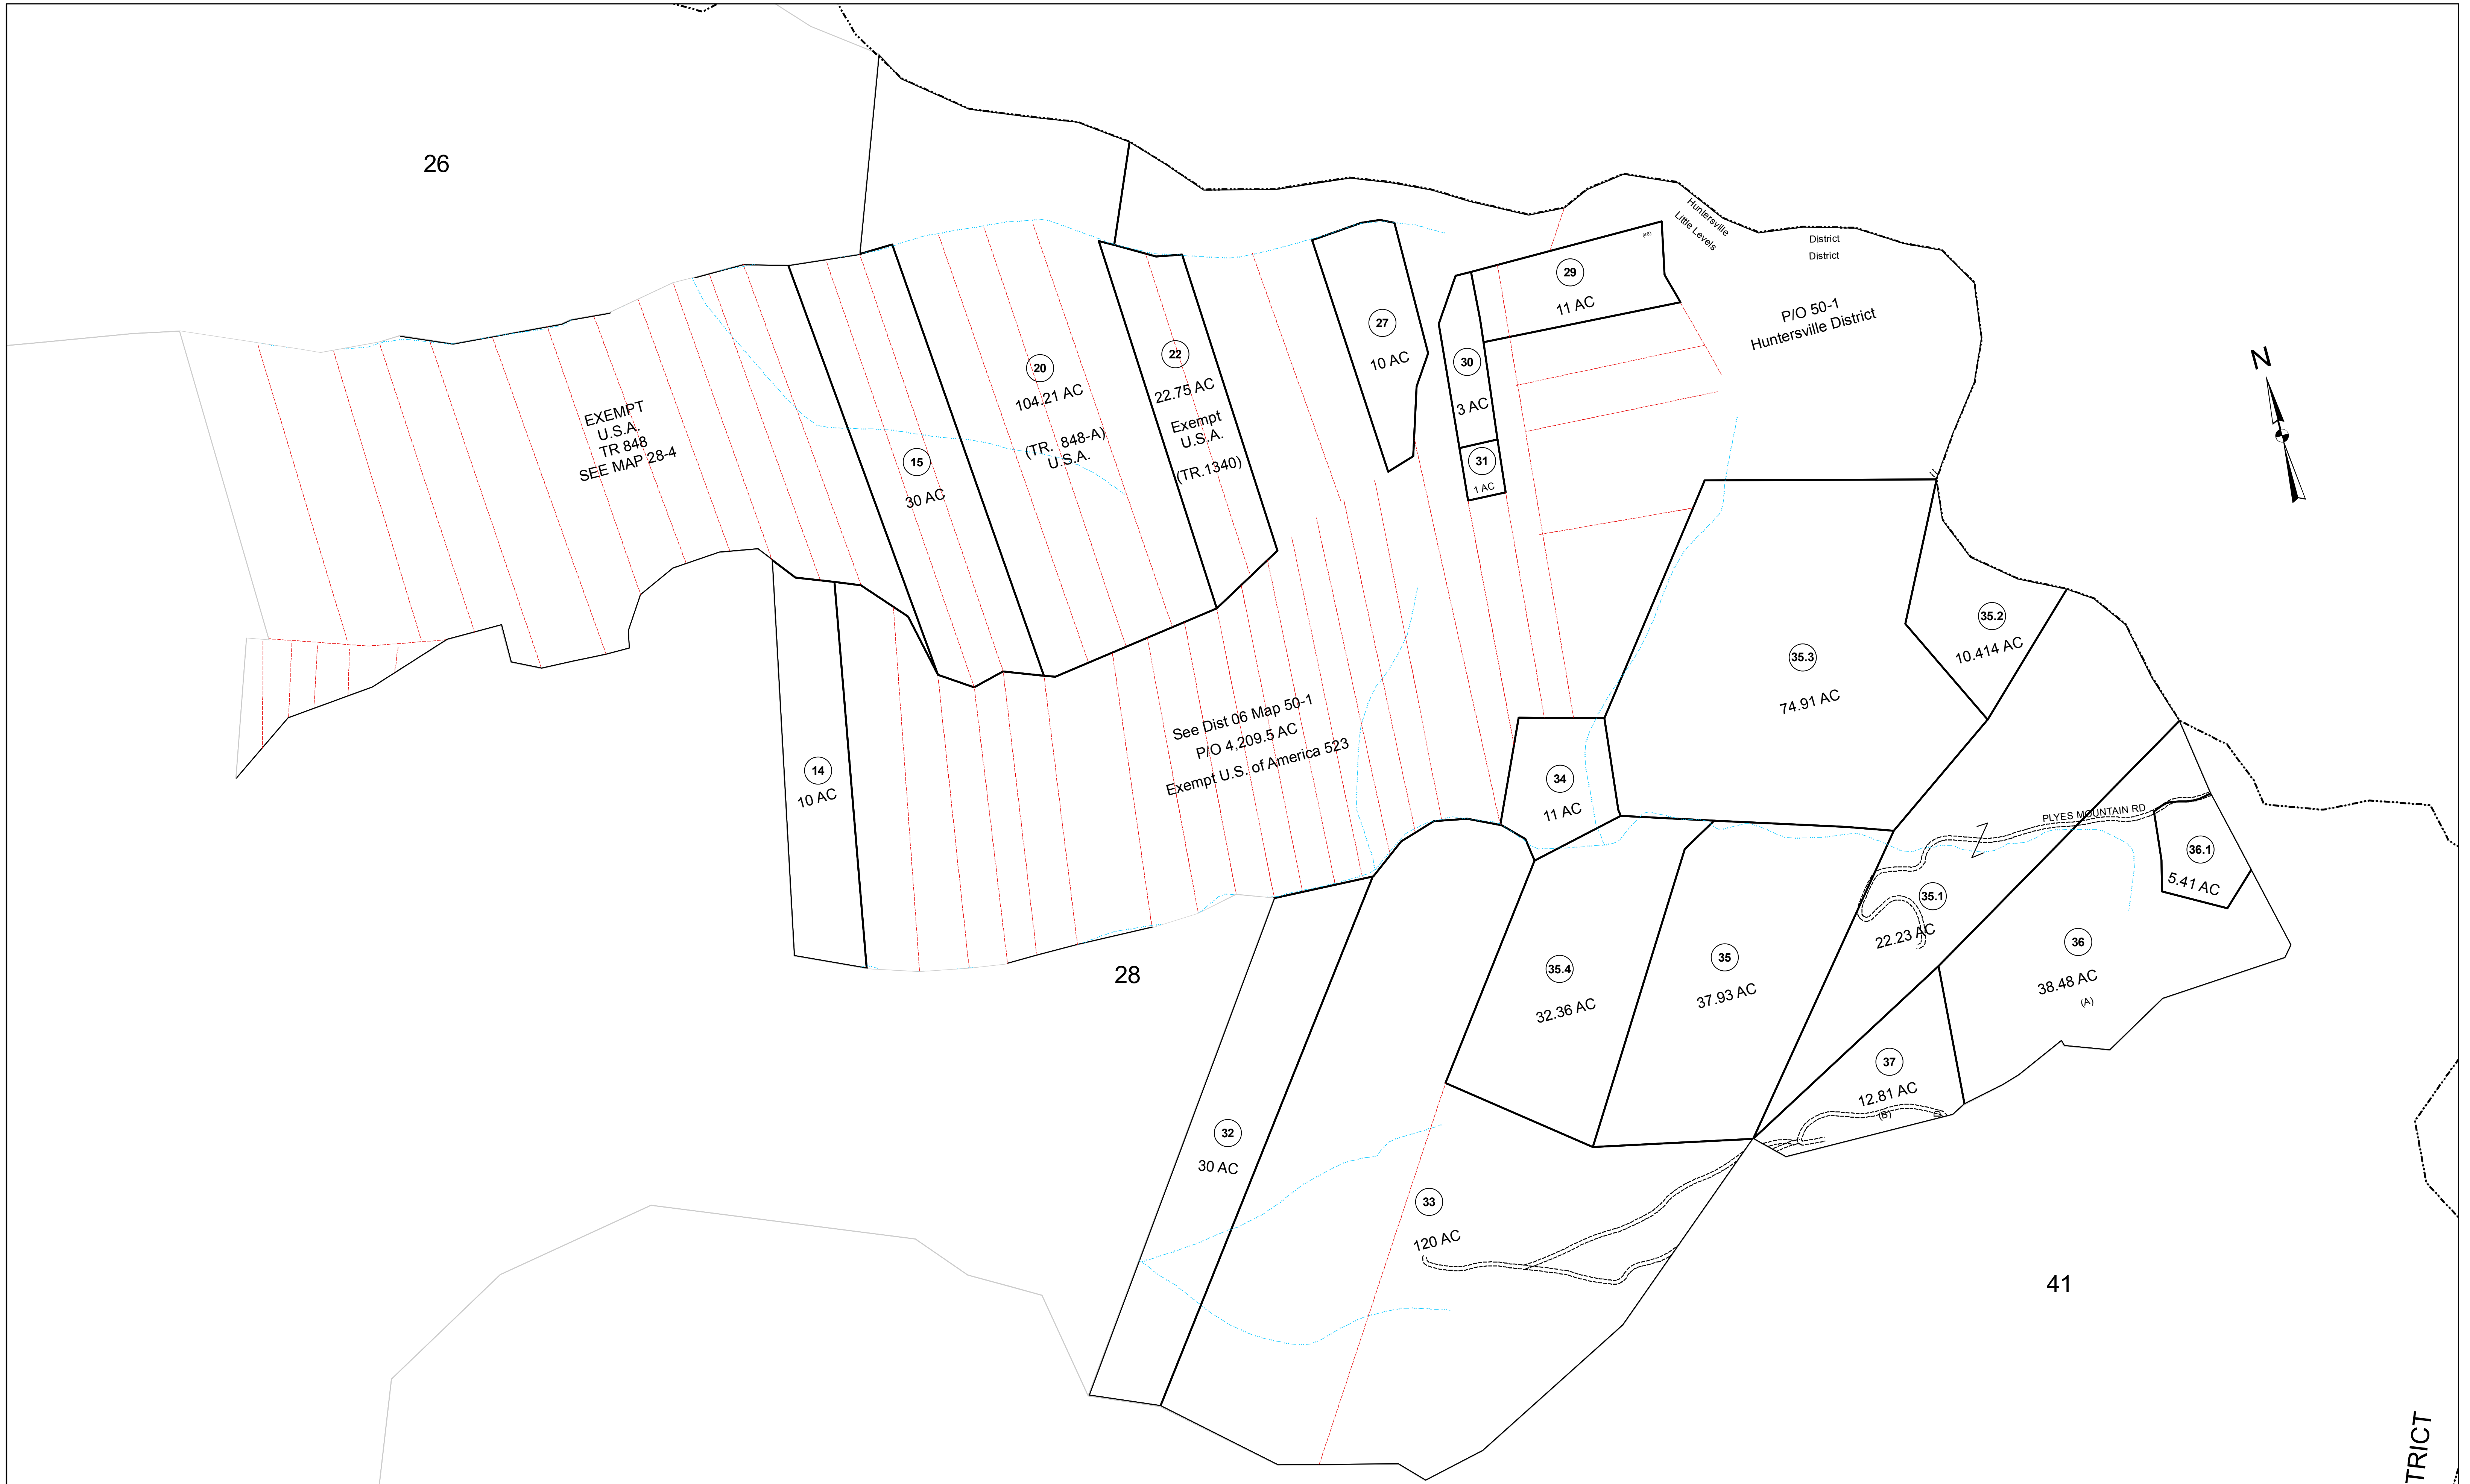 26
Huntersville
Little Levels
District
District
P/O 50-1
Huntersville District
N
29
11 AC
27
10 AC
30
3 AC
31
1 AC
20
104.21 AC
(TR. 848-A)
U.S.A.
22
22.75 AC
Exempt
U.S.A.
(TR.1340)
EXEMPT
U.S.A.
TR 848
SEE MAP 28-4
15
30 AC
35.2
10.414 AC
35.3
74.91 AC
See Dist 06 Map 50-1
P/O 4,209.5 AC
Exempt U.S. of America 523
14
10 AC
34
11 AC
PLYES MOUNTAIN RD
36.1
5.41 AC
35.1
22.23 AC
36
38.48 AC
(A)
28
35.4
32.36 AC
35
37.93 AC
37
12.81 AC
(B)
32
30 AC
33
120 AC
41
TRICT